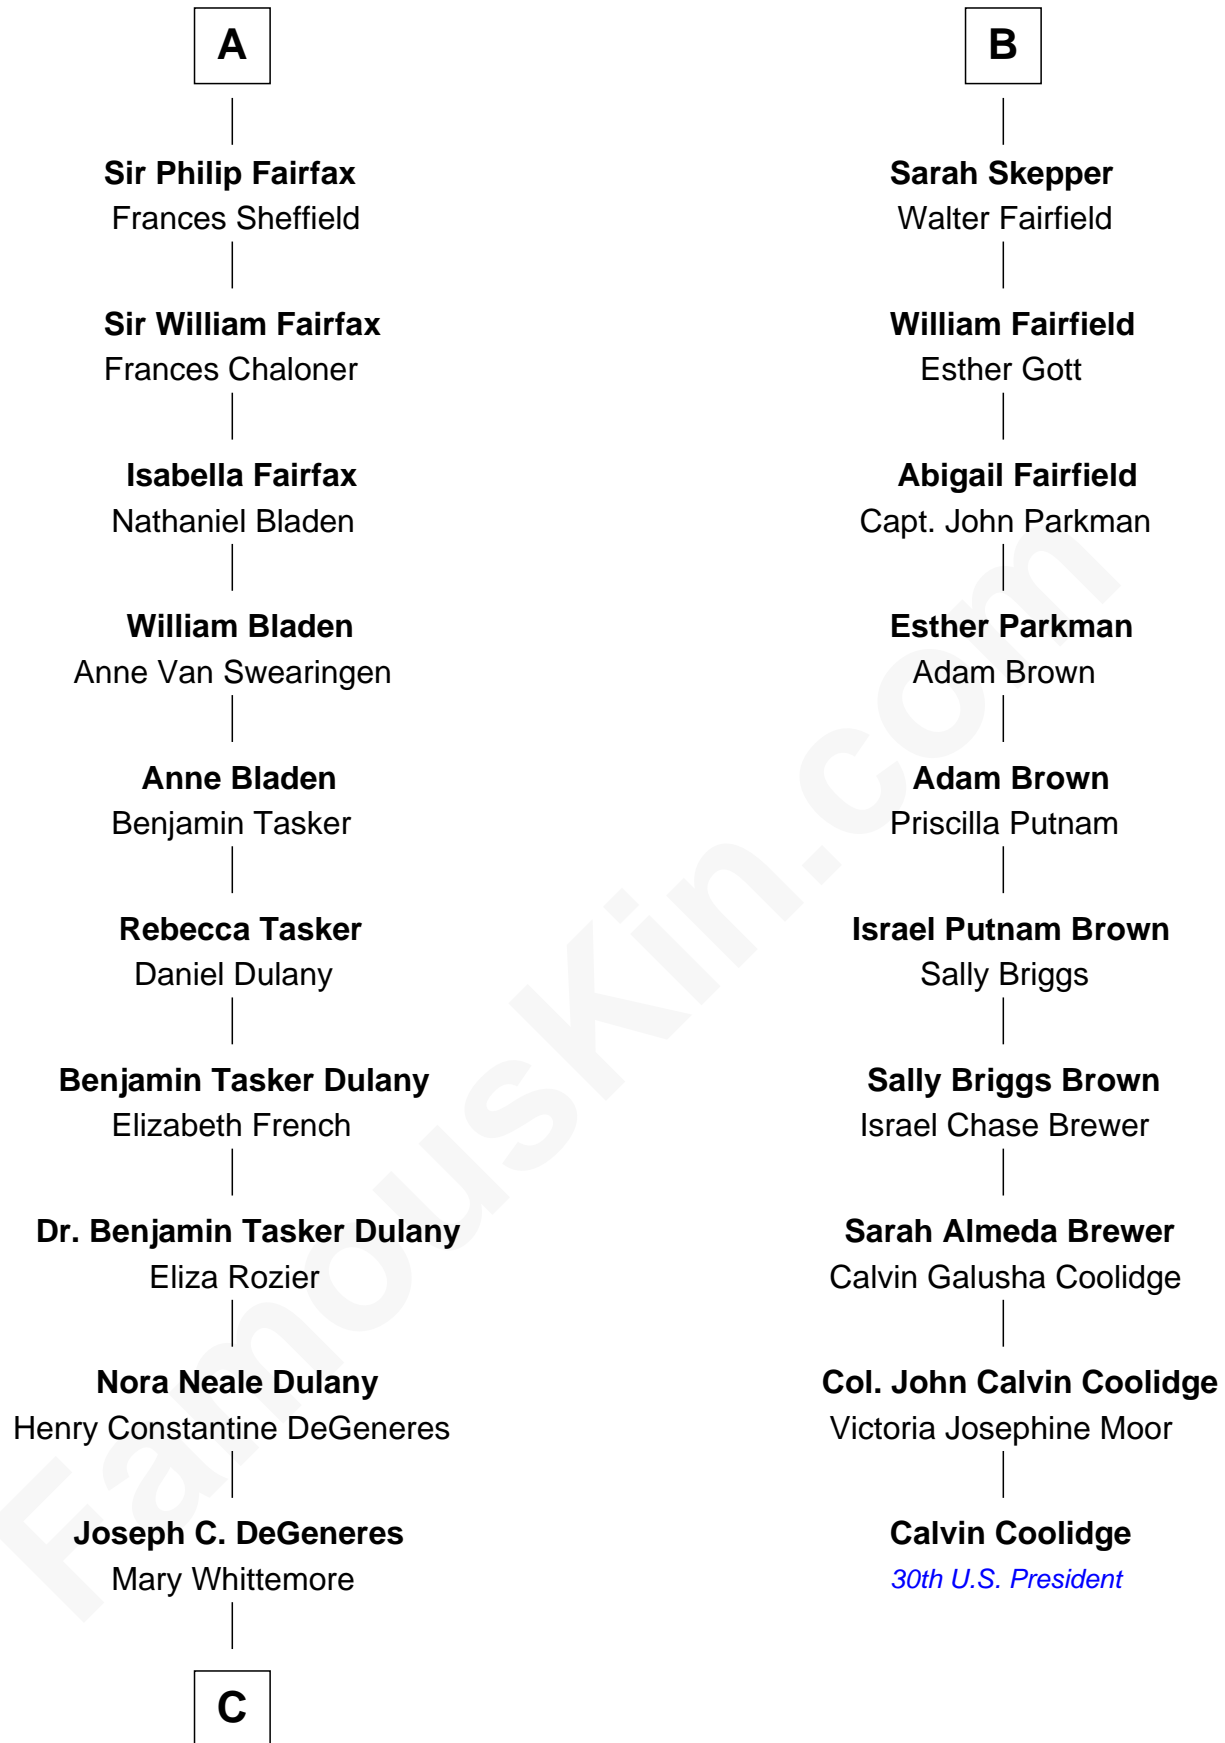 A
Sir Philip Fairfax
Frances Sheffield
Sir William Fairfax
Frances Chaloner
Isabella Fairfax
Nathaniel Bladen
William Bladen
Anne Van Swearingen
Anne Bladen
Benjamin Tasker
Rebecca Tasker
Daniel Dulany
Benjamin Tasker Dulany
Elizabeth French
Dr. Benjamin Tasker Dulany
Eliza Rozier
Nora Neale Dulany
Henry Constantine DeGeneres
Joseph C. DeGeneres
Mary Whittemore
C
B
Sarah Skepper
Walter Fairfield
William Fairfield
Esther Gott
Abigail Fairfield
Capt. John Parkman
Esther Parkman
Adam Brown
Adam Brown
Priscilla Putnam
Israel Putnam Brown
Sally Briggs
Sally Briggs Brown
Israel Chase Brewer
Sarah Almeda Brewer
Calvin Galusha Coolidge
Col. John Calvin Coolidge
Victoria Josephine Moor
Calvin Coolidge
30th U.S. President
FamousKin.com